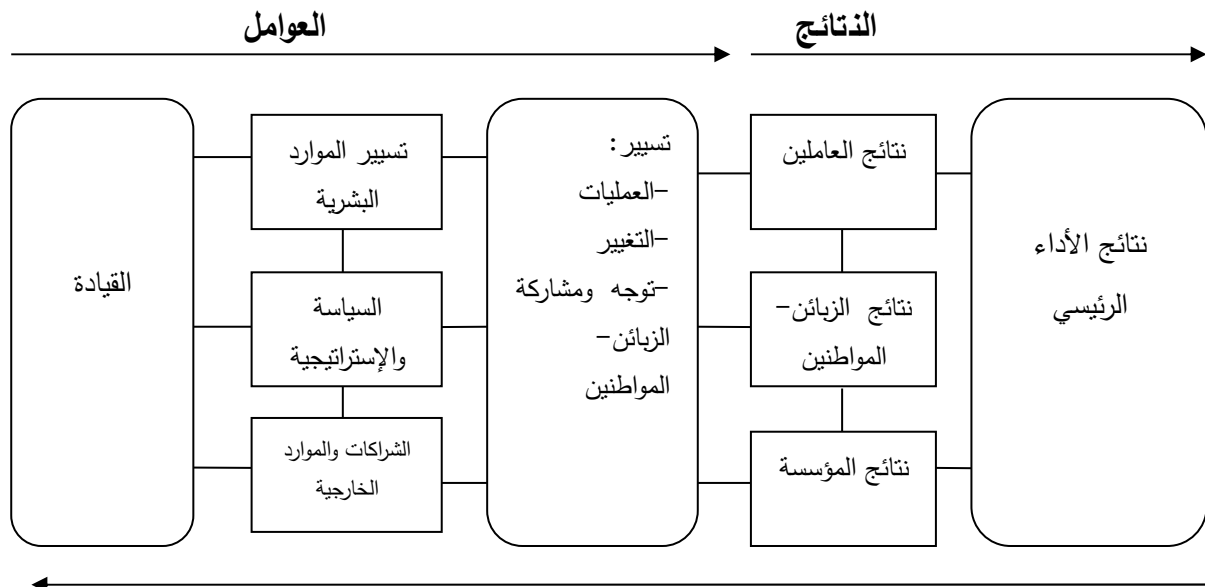 العوامل
الذتائج
القيادة
تسيير الموارد
البشرية
السياسة
والإستراتيجية
الشراكات والموارد
الخارجية
تسيير:
-العمليات
-التغيير
-توجه ومشاركة
الزبائن-
المواطنين
نتائج العاملين
نتائج الزبائن-
المواطنين
نتائج المؤسسة
نتائج الأداء
الرئيسي